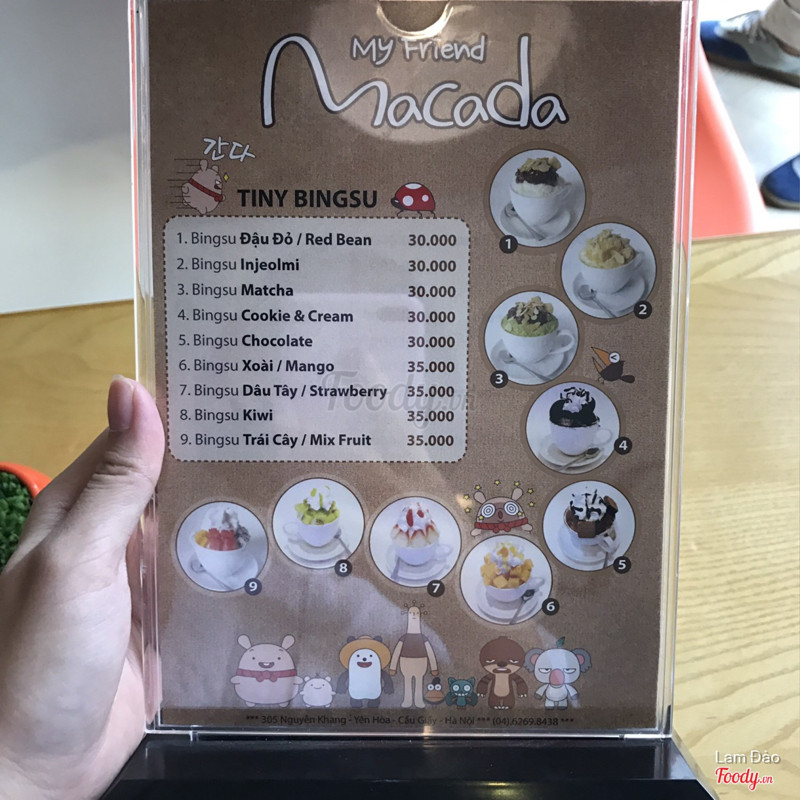 My Friend
Macada
간다
TINY BINGSU
1. Bingsu Đậu Đỏ / Red Bean 30.000
2. Bingsu Injeolmi 30.000
3. Bingsu Matcha 30.000
4. Bingsu Cookie & Cream 30.000
5. Bingsu Chocolate 30.000
6. Bingsu Xoài / Mango 35.000
7. Bingsu Dâu Tây / Strawberry 35.000
8. Bingsu Kiwi 35.000
9. Bingsu Trái Cây / Mix Fruit 35.000
1
2
3
4
5
6
7
8
9
Foody.vn
*** 305 Nguyên Khang - Yên Hòa - Cầu Giấy - Hà Nội *** (04).6269.8438 ***
Lam Đào
Foody.vn